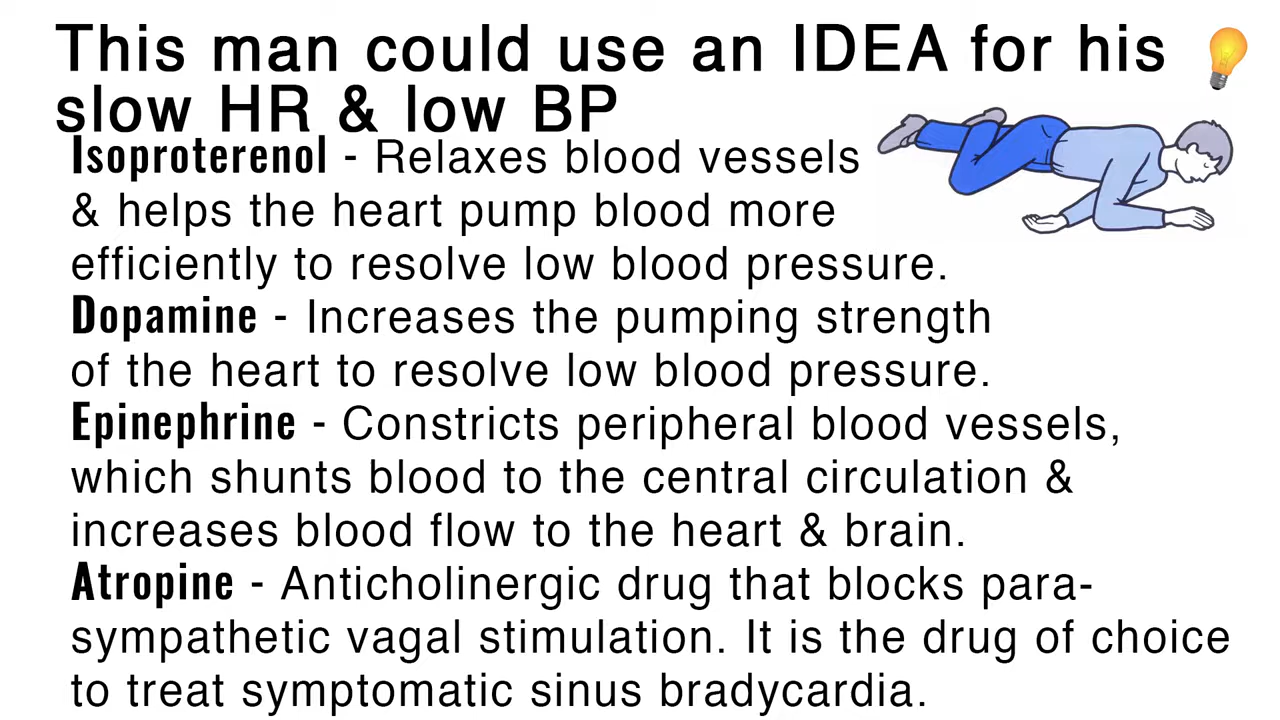 This man could use an IDEA for his
slow HR & low BP
Isoproterenol - Relaxes blood vessels
& helps the heart pump blood more
efficiently to resolve low blood pressure.
Dopamine - Increases the pumping strength
of the heart to resolve low blood pressure.
Epinephrine - Constricts peripheral blood vessels,
which shunts blood to the central circulation &
increases blood flow to the heart & brain.
Atropine - Anticholinergic drug that blocks para-
sympathetic vagal stimulation. It is the drug of choice
to treat symptomatic sinus bradycardia.